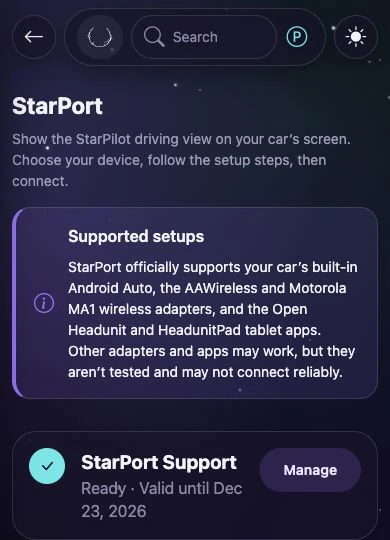 Search
P
StarPort
Show the StarPilot driving view on your car's screen.
Choose your device, follow the setup steps, then
connect.
Supported setups
StarPort officially supports your car's built-in
Android Auto, the AAWireless and Motorola
MA1 wireless adapters, and the Open
Headunit and HeadunitPad tablet apps.
Other adapters and apps may work, but they
aren't tested and may not connect reliably.
StarPort Support
Manage
Ready · Valid until Dec
23, 2026